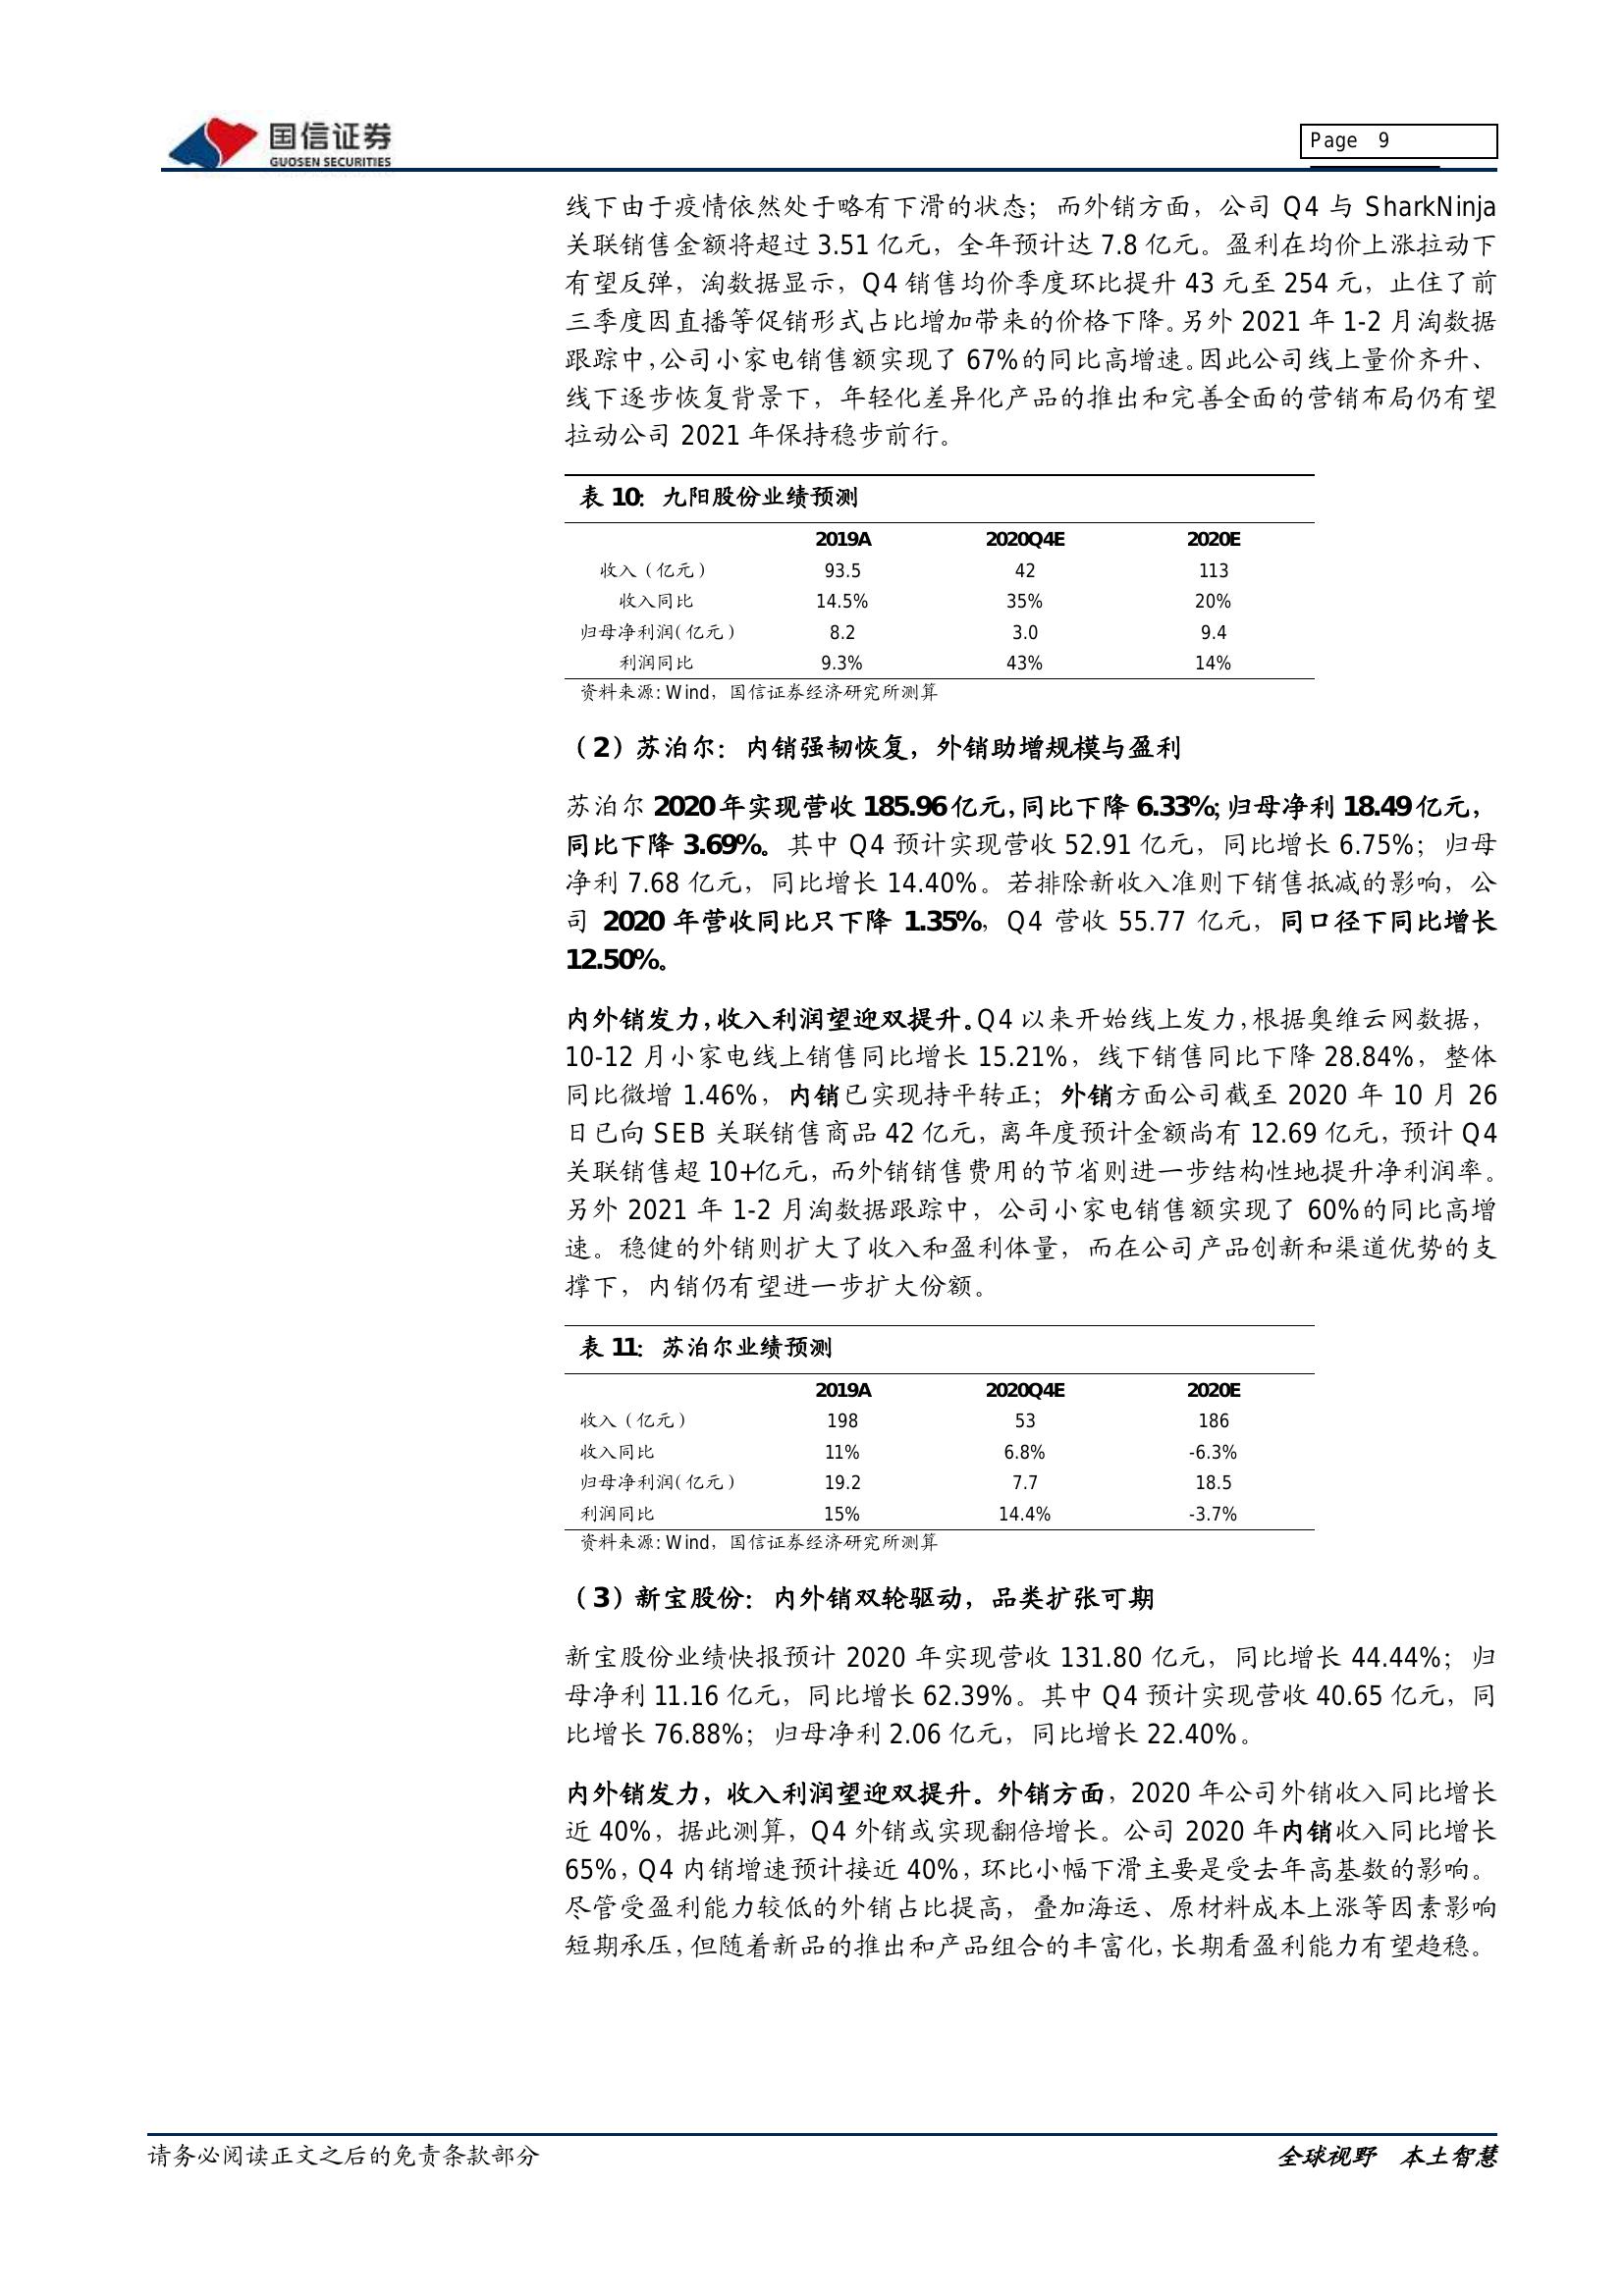 国信证券
GUOSEN SECURITIES
Page 9
线下由于疫情依然处于略有下滑的状态；而外销方面，公司 Q4 与 SharkNinja
关联销售金额将超过 3.51 亿元，全年预计达 7.8 亿元。盈利在均价上涨拉动下
有望反弹，淘数据显示，Q4 销售均价季度环比提升 43 元至 254 元，止住了前
三季度因直播等促销形式占比增加带来的价格下降。另外 2021 年 1-2 月淘数据
跟踪中，公司小家电销售额实现了 67%的同比高增速。因此公司线上量价齐升、
线下逐步恢复背景下，年轻化差异化产品的推出和完善全面的营销布局仍有望
拉动公司 2021 年保持稳步前行。
表 10：九阳股份业绩预测
2019A 2020Q4E 2020E
收入（亿元） 93.5 42 113
收入同比 14.5% 35% 20%
归母净利润(亿元) 8.2 3.0 9.4
利润同比 9.3% 43% 14%
资料来源: Wind，国信证券经济研究所测算
（2）苏泊尔：内销强韧恢复，外销助增规模与盈利
苏泊尔 2020 年实现营收 185.96 亿元，同比下降 6.33%；归母净利 18.49 亿元，
同比下降 3.69%。其中 Q4 预计实现营收 52.91 亿元，同比增长 6.75%；归母
净利 7.68 亿元，同比增长 14.40%。若排除新收入准则下销售抵减的影响，公
司 2020 年营收同比只下降 1.35%，Q4 营收 55.77 亿元，同口径下同比增长
12.50%。
内外销发力，收入利润望迎双提升。Q4 以来开始线上发力，根据奥维云网数据，
10-12 月小家电线上销售同比增长 15.21%，线下销售同比下降 28.84%，整体
同比微增 1.46%，内销已实现持平转正；外销方面公司截至 2020 年 10 月 26
日已向 SEB 关联销售商品 42 亿元，离年度预计金额尚有 12.69 亿元，预计 Q4
关联销售超 10+亿元，而外销销售费用的节省则进一步结构性地提升净利润率。
另外 2021 年 1-2 月淘数据跟踪中，公司小家电销售额实现了 60%的同比高增
速。稳健的外销则扩大了收入和盈利体量，而在公司产品创新和渠道优势的支
撑下，内销仍有望进一步扩大份额。
表 11：苏泊尔业绩预测
2019A 2020Q4E 2020E
收入（亿元） 198 53 186
收入同比 11% 6.8% -6.3%
归母净利润(亿元) 19.2 7.7 18.5
利润同比 15% 14.4% -3.7%
资料来源: Wind，国信证券经济研究所测算
（3）新宝股份：内外销双轮驱动，品类扩张可期
新宝股份业绩快报预计 2020 年实现营收 131.80 亿元，同比增长 44.44%；归
母净利 11.16 亿元，同比增长 62.39%。其中 Q4 预计实现营收 40.65 亿元，同
比增长 76.88%；归母净利 2.06 亿元，同比增长 22.40%。
内外销发力，收入利润望迎双提升。外销方面，2020 年公司外销收入同比增长
近 40%，据此测算，Q4 外销或实现翻倍增长。公司 2020 年内销收入同比增长
65%，Q4 内销增速预计接近 40%，环比小幅下滑主要是受去年高基数的影响。
尽管受盈利能力较低的外销占比提高，叠加海运、原材料成本上涨等因素影响
短期承压，但随着新品的推出和产品组合的丰富化，长期看盈利能力有望趋稳。
请务必阅读正文之后的免责条款部分
全球视野 本土智慧